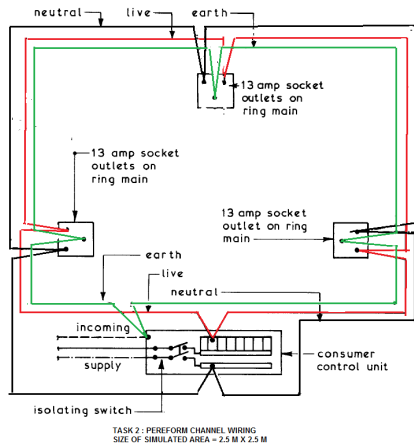 neutral
live
earth
13 amp socket
outlets on
ring main
13 amp socket
outlets on
ring main
13 amp socket
outlet on ring
main
earth
live
neutral
incoming
supply
consumer
control unit
isolating switch
TASK 2 : PEREFORM CHANNEL WIRING
SIZE OF SIMULATED AREA = 2.5 M X 2.5 M